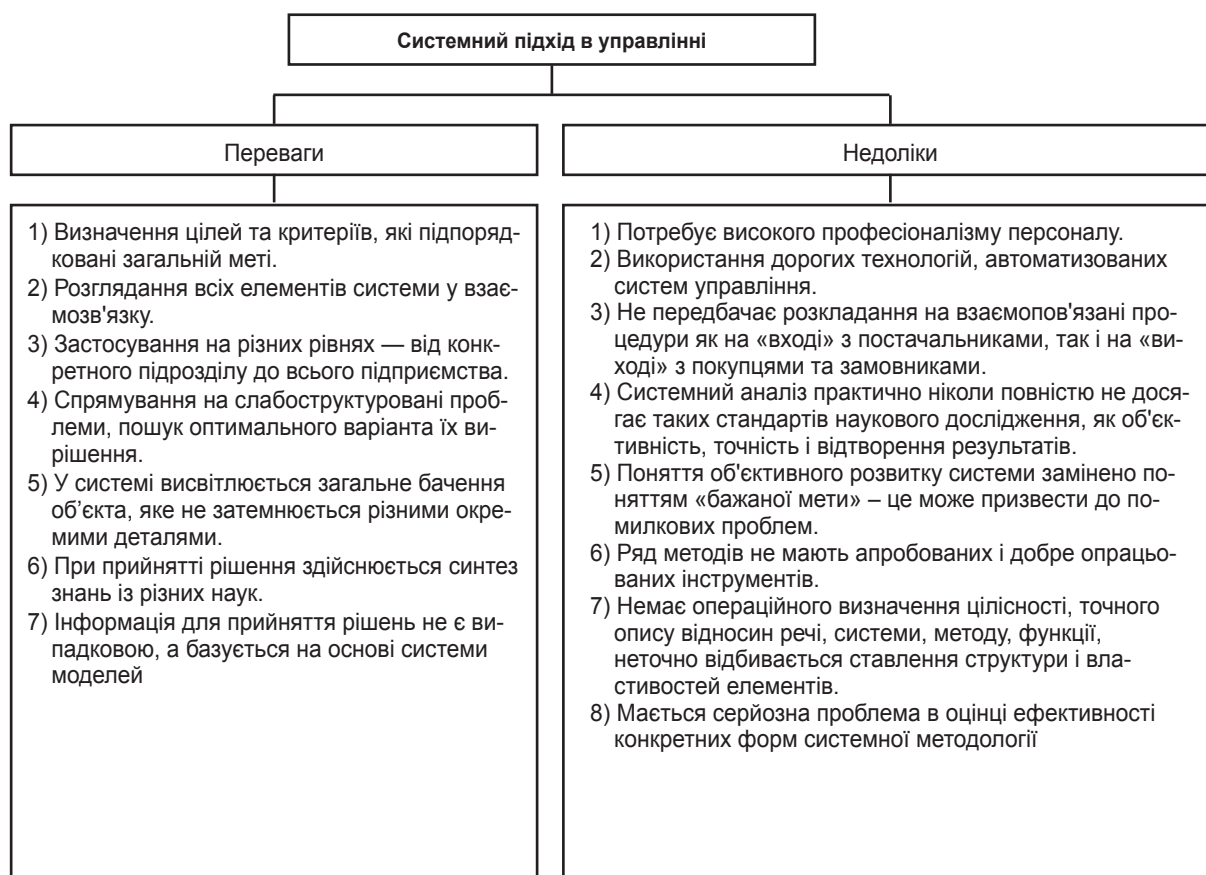 Системний підхід в управлінні
Переваги
Недоліки
1) Визначення цілей та критеріїв, які підпоряд-
ковані загальній меті.
2) Розглядання всіх елементів системи у взає-
мозв'язку.
3) Застосування на різних рівнях — від конк-
ретного підрозділу до всього підприємства.
4) Спрямування на слабоструктуровані проб-
леми, пошук оптимального варіанта їх ви-
рішення.
5) У системі висвітлюється загальне бачення
об’єкта, яке не затемнюється різними окре-
мими деталями.
6) При прийнятті рішення здійснюється синтез
знань із різних наук.
7) Інформація для прийняття рішень не є ви-
падковою, а базується на основі системи
моделей
1) Потребує високого професіоналізму персоналу.
2) Використання дорогих технологій, автоматизованих
систем управління.
3) Не передбачає розкладання на взаємопов'язані про-
цедури як на «вході» з постачальниками, так і на «ви-
ході» з покупцями та замовниками.
4) Системний аналіз практично ніколи повністю не дося-
гає таких стандартів наукового дослідження, як об'єк-
тивність, точність і відтворення результатів.
5) Поняття об'єктивного розвитку системи замінено по-
няттям «бажаної мети» – це може призвести до по-
милкових проблем.
6) Ряд методів не мають апробованих і добре опрацьо-
ваних інструментів.
7) Немає операційного визначення цілісності, точного
опису відносин речі, системи, методу, функції,
неточно відбивається ставлення структури і вла-
стивостей елементів.
8) Мається серйозна проблема в оцінці ефективності
конкретних форм системної методології